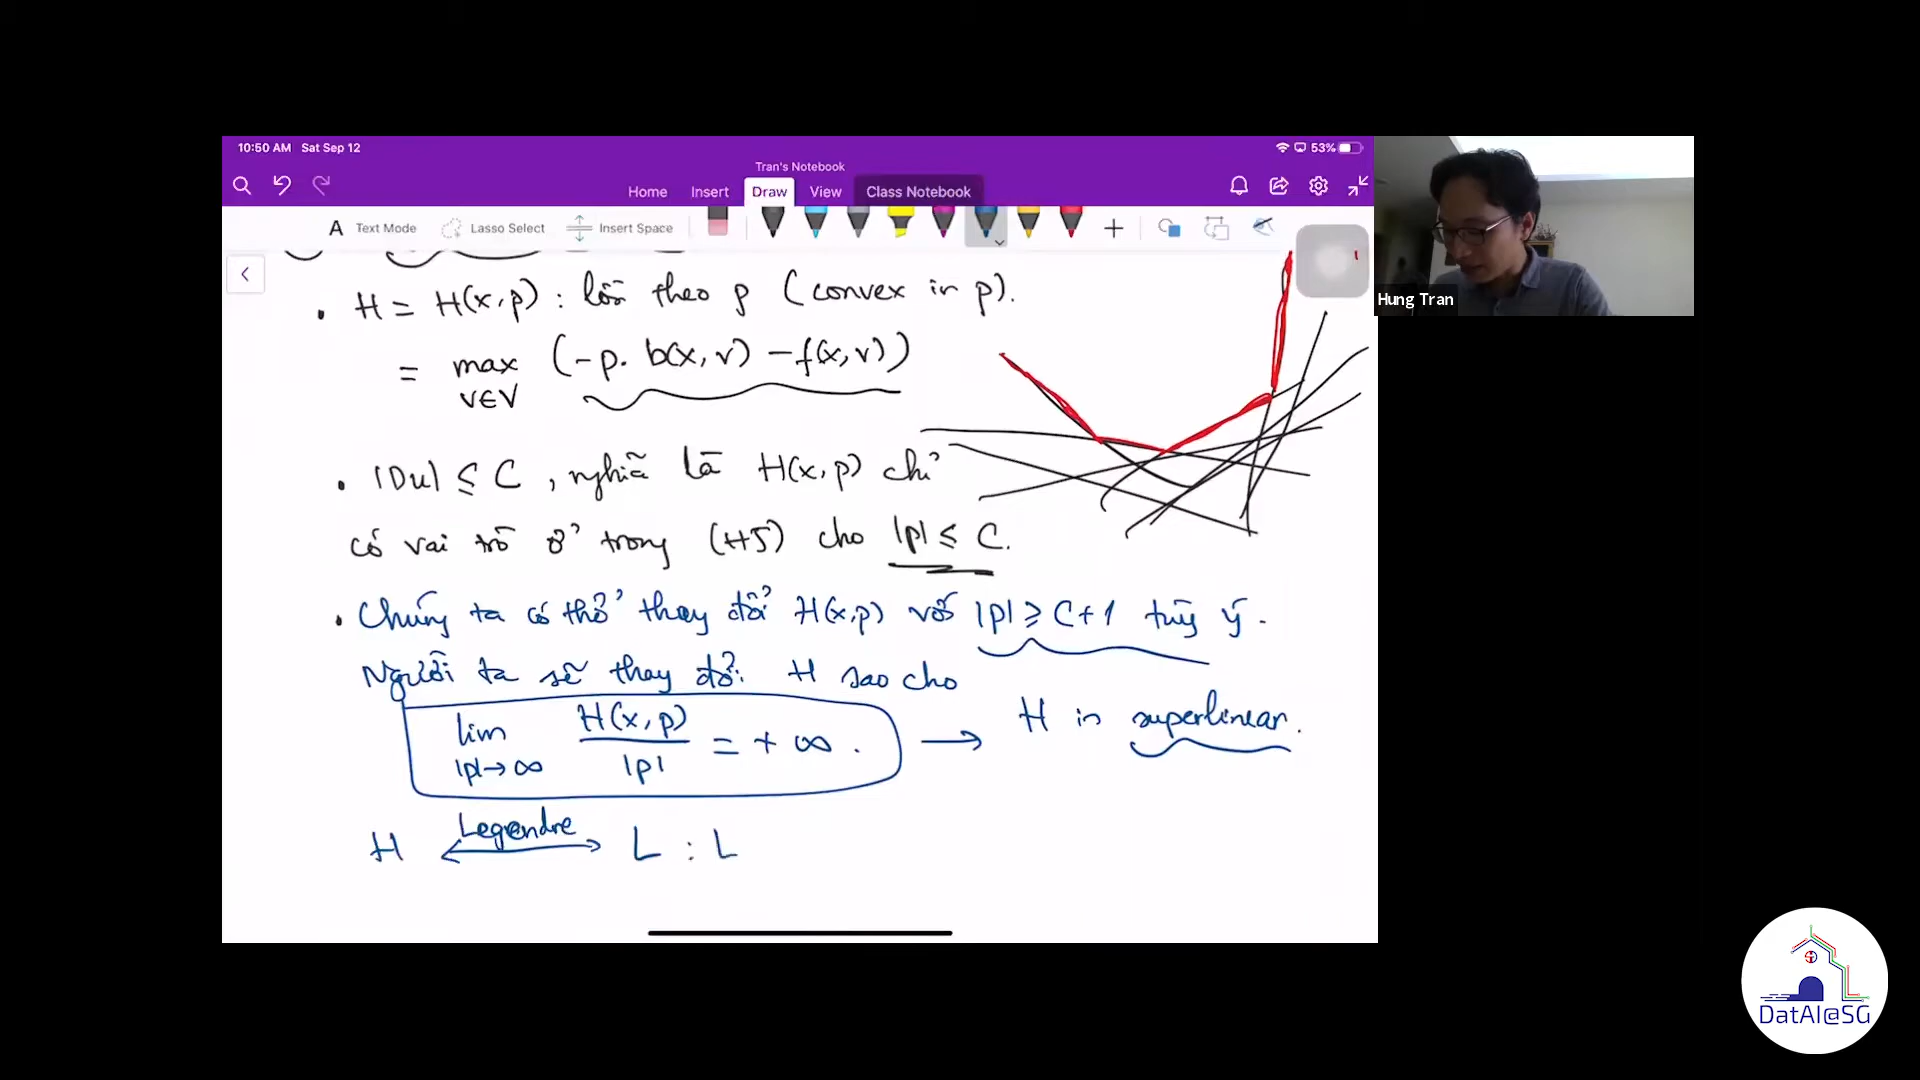 10:50 AM Sat Sep 12
53%
Tran's Notebook
Home Insert Draw View Class Notebook
A Text Mode Lasso Select Insert Space
Hung Tran
• H = H(x,p) : lồi theo p (convex in p).
= max (-p. b(x,v) - f(x,v))
v∈V
• |Du| ≤ C , nghĩa là H(x,p) chỉ
có vai trò ở trong (HJ) cho |p| ≤ C.
• Chúng ta có thể thay đổi H(x,p) với |p| ≥ C+1 tùy ý.
Người ta sẽ thay đổi H sao cho
lim H(x,p) / |p| = + ∞ . → H is superlinear.
|p| → ∞
H Legendre L : L
DatAI@SG